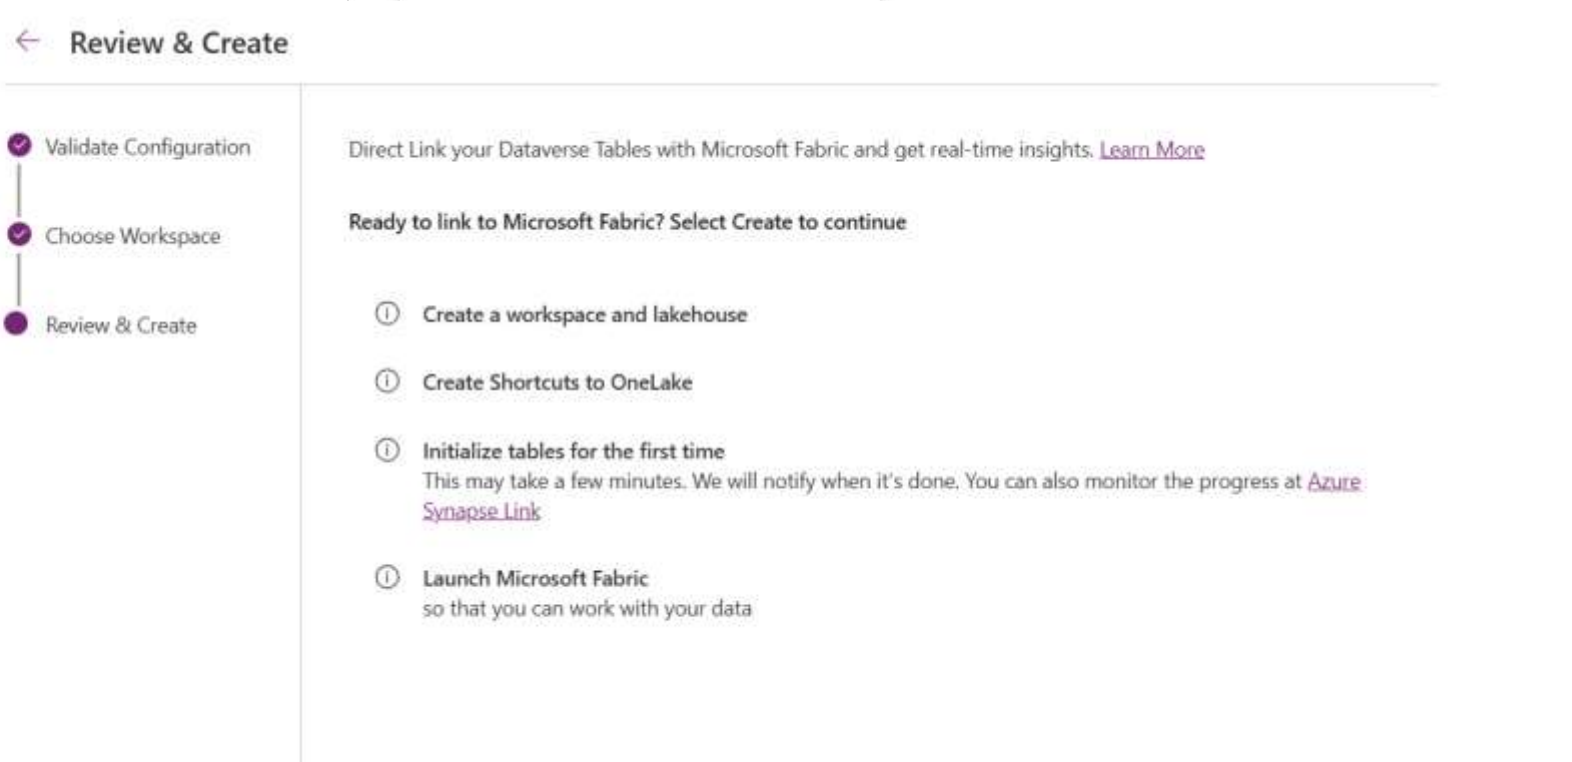 Review & Create
Validate Configuration
Choose Workspace
Review & Create
Direct Link your Dataverse Tables with Microsoft Fabric and get real-time insights. Learn More
Ready to link to Microsoft Fabric? Select Create to continue
Create a workspace and lakehouse
Create Shortcuts to OneLake
Initialize tables for the first time
This may take a few minutes. We will notify when it's done. You can also monitor the progress at Azure
Synapse Link
Launch Microsoft Fabric
so that you can work with your data